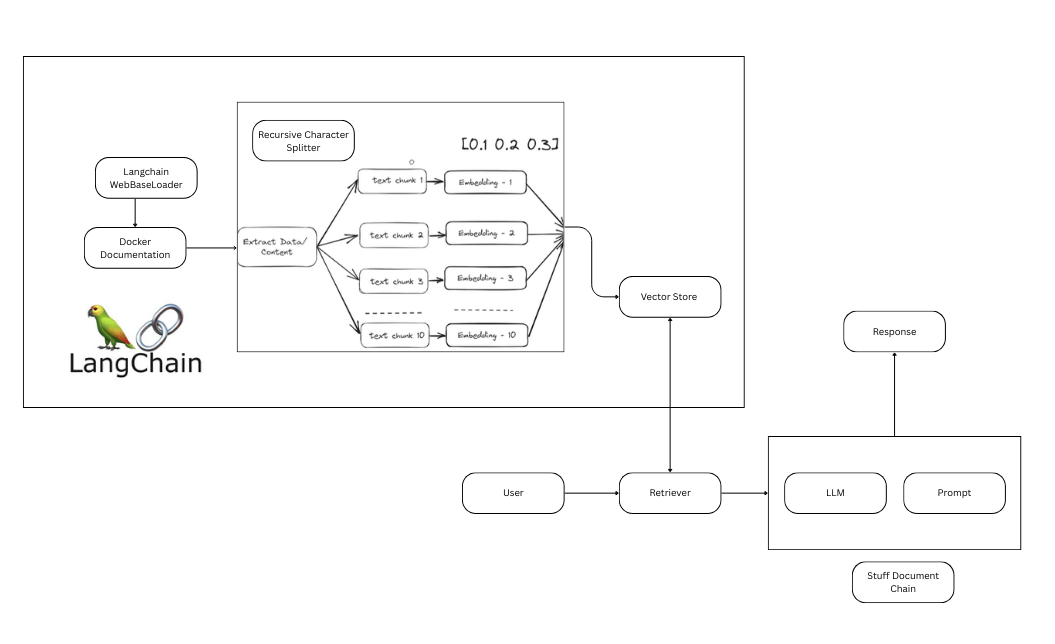 Recursive Character
Splitter
[0.1 0.2 0.3]
Langchain
WebBaseLoader
text chunk 1
Embedding - 1
Docker
Documentation
Extract Data/
Content
text chunk 2
Embedding - 2
text chunk 3
Embedding - 3
text chunk 10
Embedding - 10
LangChain
Vector Store
Response
User
Retriever
LLM
Prompt
Stuff Document
Chain